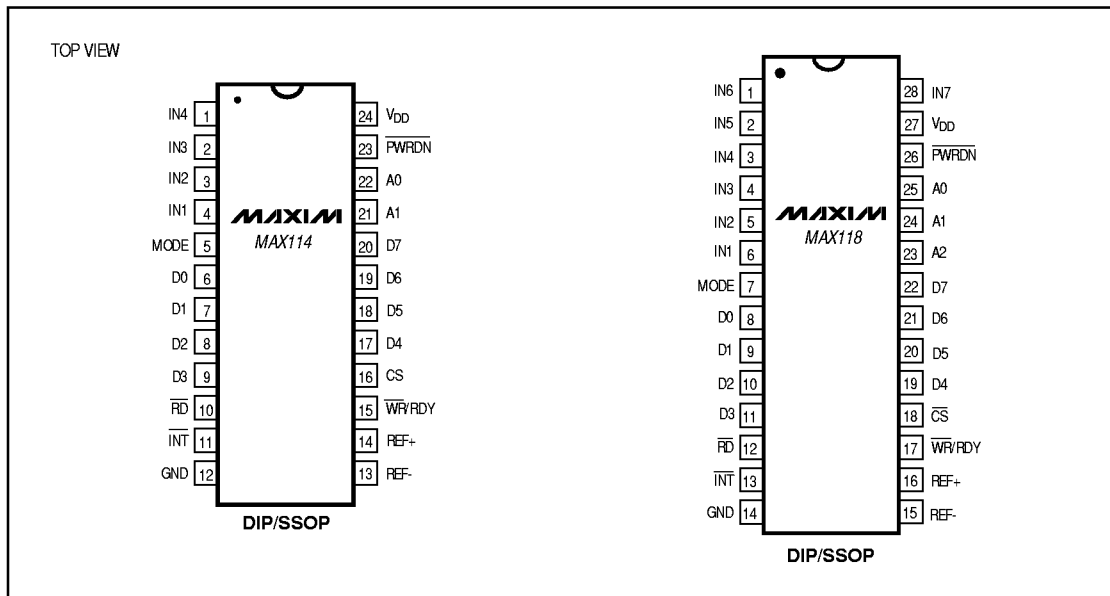 TOP VIEW
IN4 1 24 VDD
IN3 2 23 PWRDN
IN2 3 22 A0
IN1 4 21 A1
MODE 5 20 D7
D0 6 19 D6
D1 7 18 D5
D2 8 17 D4
D3 9 16 CS
RD 10 15 WR/RDY
INT 11 14 REF+
GND 12 13 REF-
MAXIM
MAX114
DIP/SSOP
IN6 1 28 IN7
IN5 2 27 VDD
IN4 3 26 PWRDN
IN3 4 25 A0
IN2 5 24 A1
IN1 6 23 A2
MODE 7 22 D7
D0 8 21 D6
D1 9 20 D5
D2 10 19 D4
D3 11 18 CS
RD 12 17 WR/RDY
INT 13 16 REF+
GND 14 15 REF-
MAXIM
MAX118
DIP/SSOP